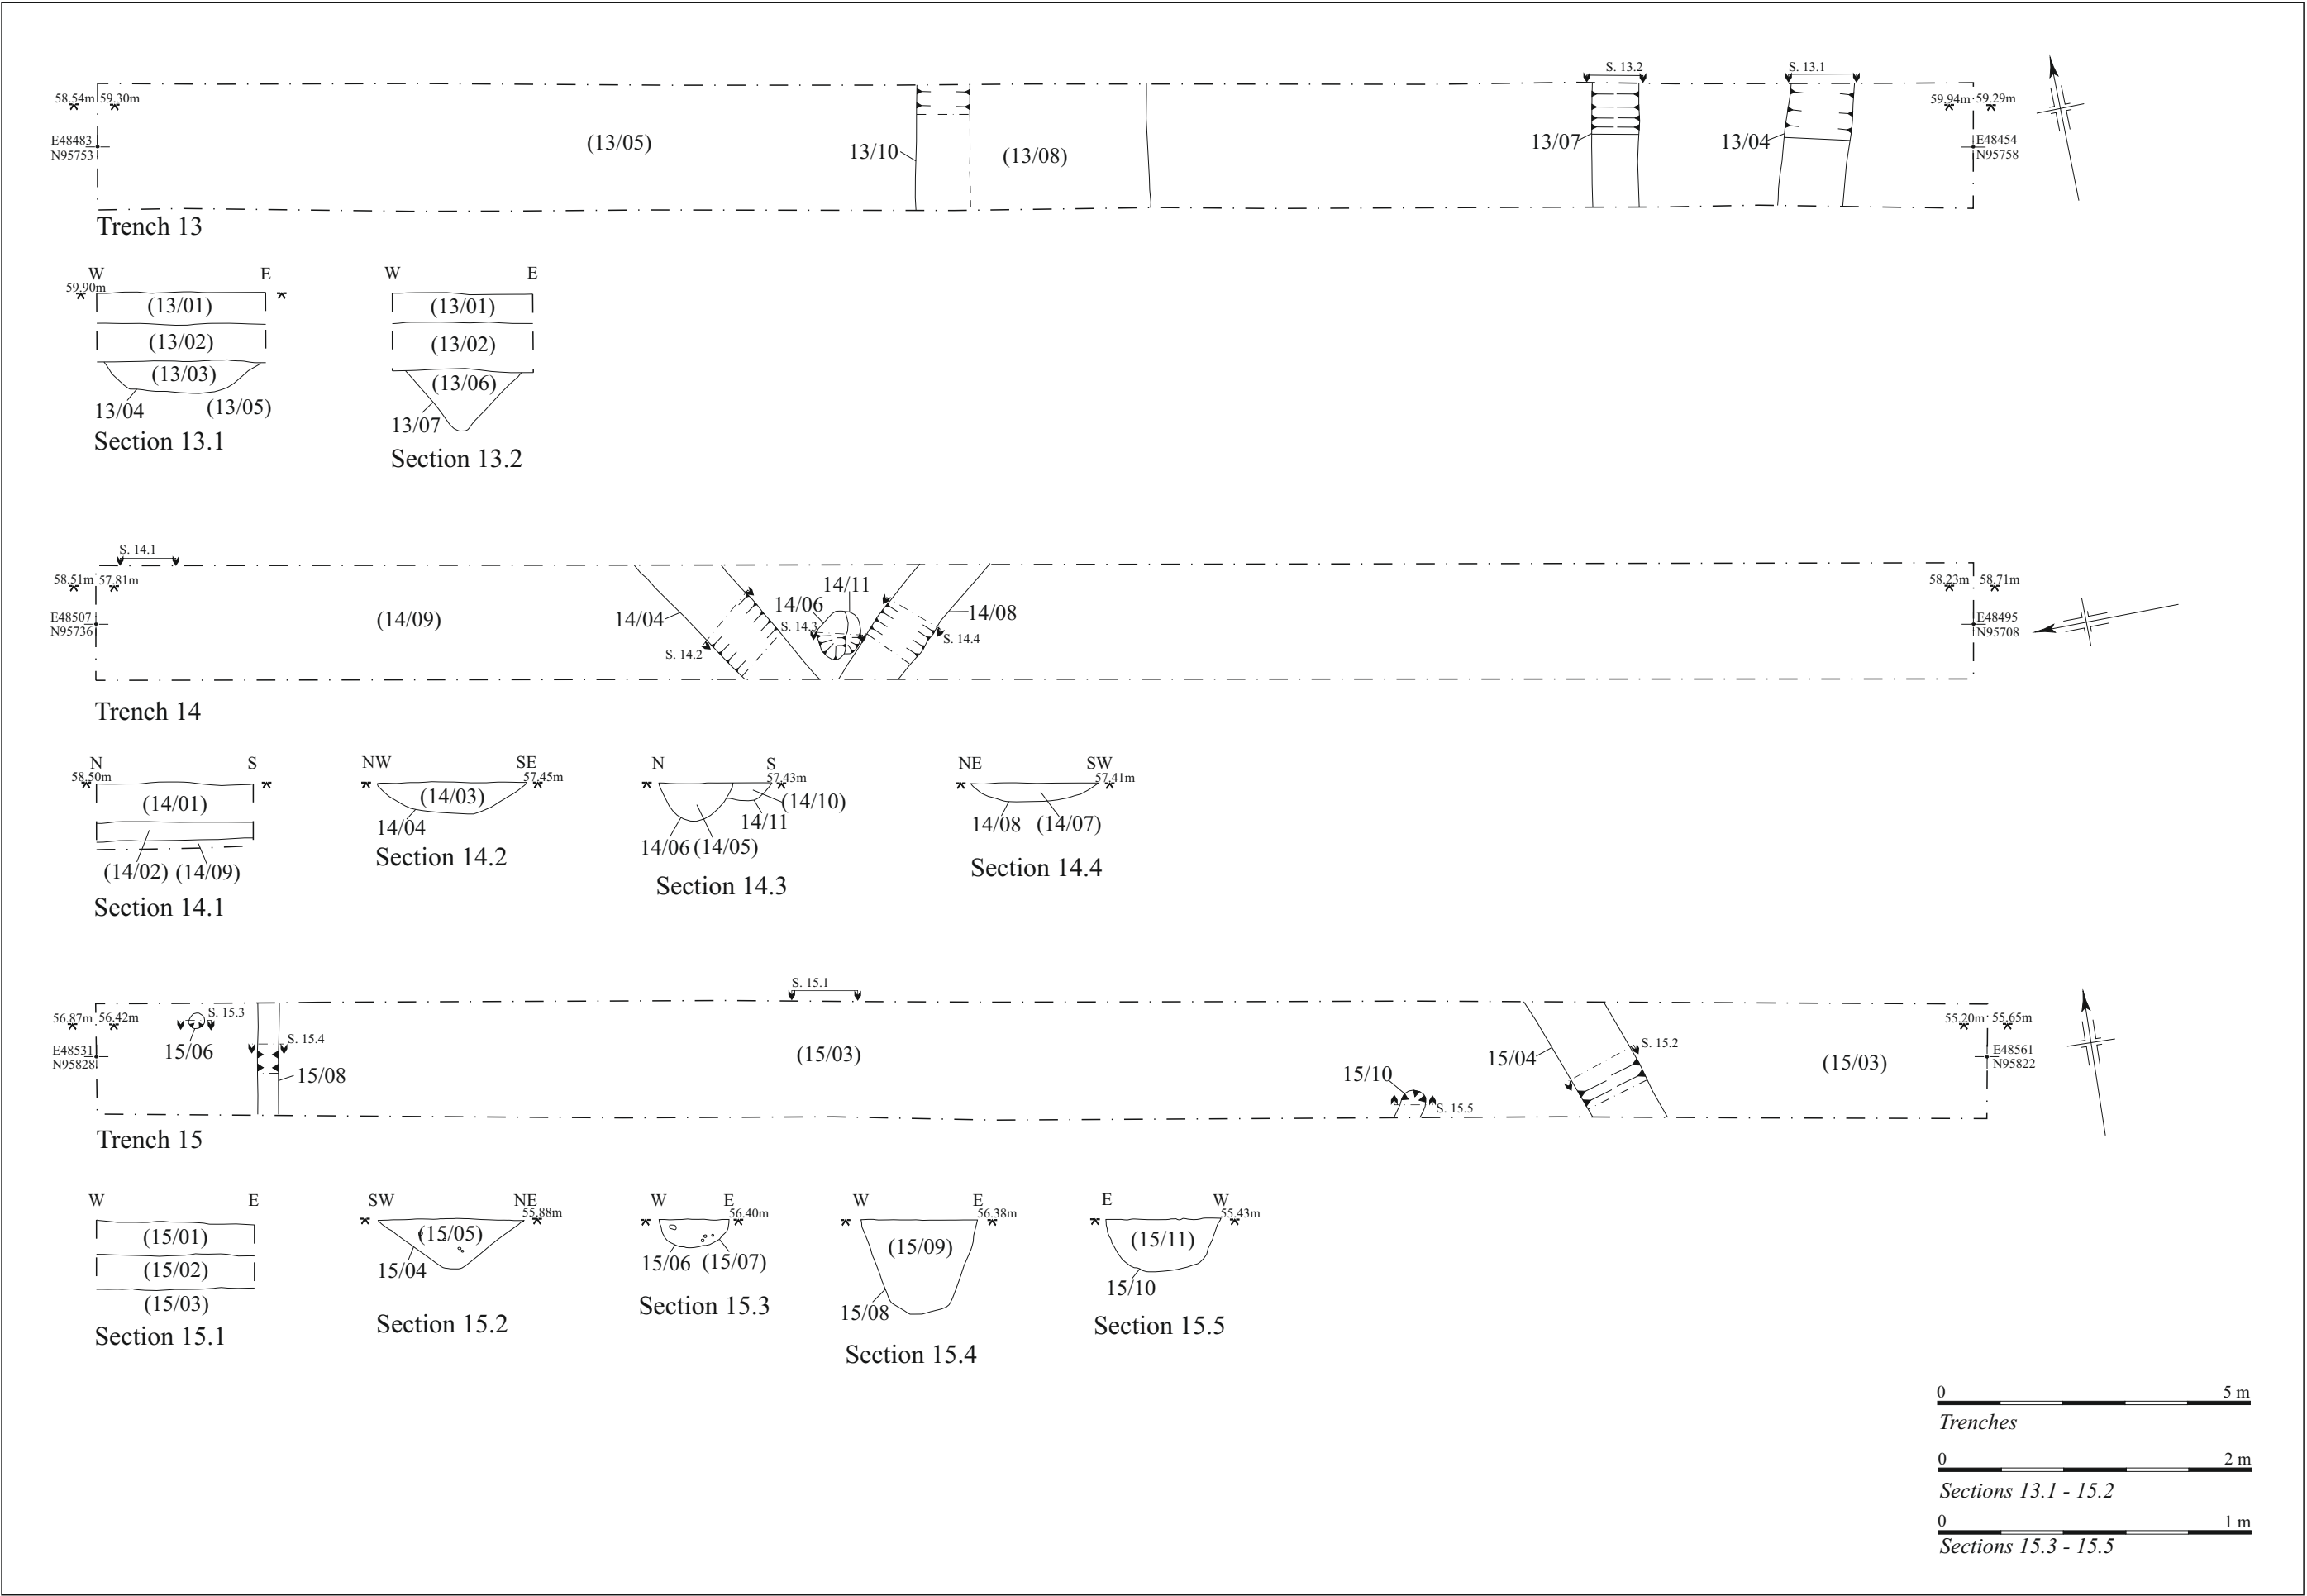 S. 13.2
S. 13.1
58.54m 59.30m
59.94m 59.29m
E48483
N95753
(13/05)
13/10
(13/08)
13/07
13/04
E48454
N95758
Trench 13
W E
59.90m
(13/01)
(13/02)
(13/03)
13/04
(13/05)
Section 13.1
W E
(13/01)
(13/02)
(13/06)
13/07
Section 13.2
S. 14.1
58.51m 57.81m
58.23m 58.71m
E48507
N95736
(14/09)
14/04
S. 14.2
14/06
14/11
S. 14.3
14/08
S. 14.4
E48495
N95708
Trench 14
N S
58.50m
(14/01)
(14/02) (14/09)
Section 14.1
NW SE
57.45m
(14/03)
14/04
Section 14.2
N S
57.43m
(14/10)
14/11
14/06 (14/05)
Section 14.3
NE SW
57.41m
14/08 (14/07)
Section 14.4
S. 15.1
56.87m 56.42m
S. 15.3
55.20m 55.65m
E48531
N95828
15/06
S. 15.4
15/08
(15/03)
15/10
S. 15.5
15/04
S. 15.2
(15/03)
E48561
N95822
Trench 15
W E
(15/01)
(15/02)
(15/03)
Section 15.1
SW NE
55.88m
(15/05)
15/04
Section 15.2
W E
56.40m
15/06 (15/07)
Section 15.3
W E
56.38m
(15/09)
15/08
Section 15.4
E W
55.43m
(15/11)
15/10
Section 15.5
0 5 m
Trenches
0 2 m
Sections 13.1 - 15.2
0 1 m
Sections 15.3 - 15.5